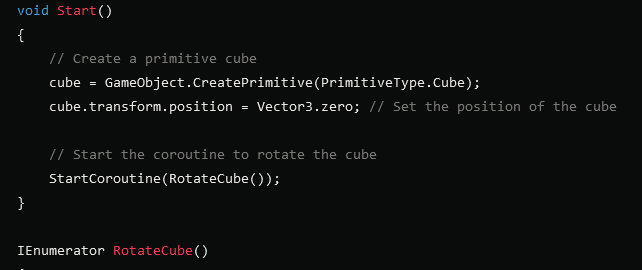 void Start()
{
    // Create a primitive cube
    cube = GameObject.CreatePrimitive(PrimitiveType.Cube);
    cube.transform.position = Vector3.zero; // Set the position of the cube

    // Start the coroutine to rotate the cube
    StartCoroutine(RotateCube());
}

IEnumerator RotateCube()